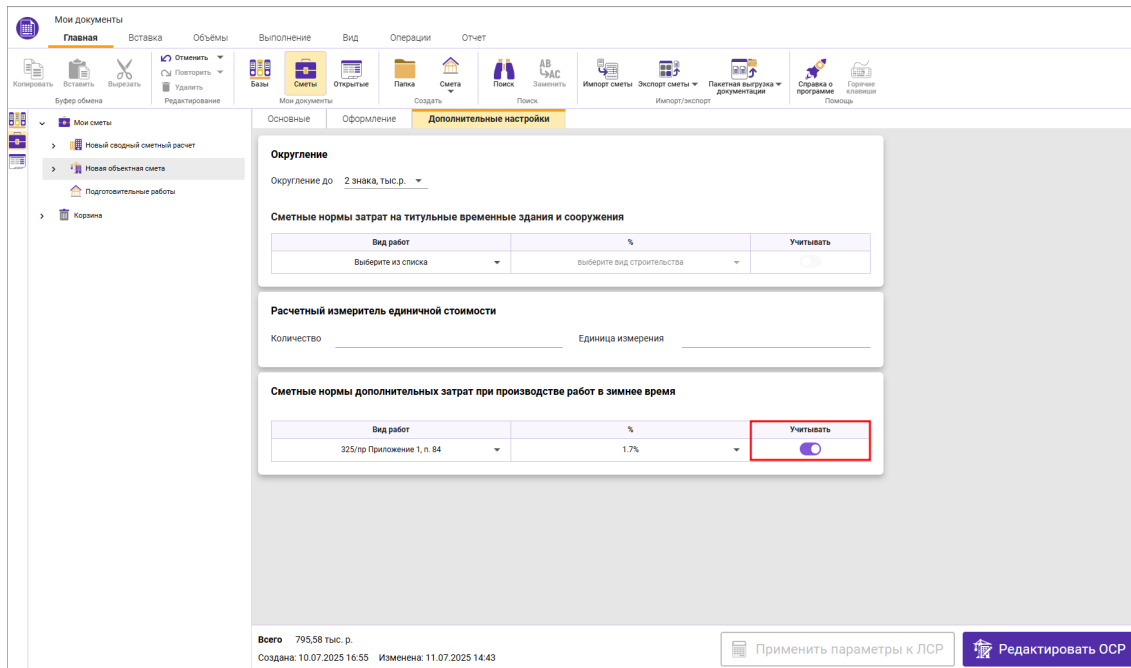 Мои документы
Главная Вставка Объёмы Выполнение Вид Операции Отчет
Копировать Вставить Вырезать
Буфер обмена
Отменить
Повторить
Удалить
Редактирование
Базы Сметы Открытые
Мои документы
Папка Смета
Создать
Поиск Заменить
AB
AC
Поиск
Импорт сметы Экспорт сметы Пакетная выгрузка документации
Импорт/экспорт
Справка о программе Горячие клавиши
Помощь
Мои сметы
Новый сводный сметный расчет
Новая объектная смета
Подготовительные работы
Корзина
Основные Оформление Дополнительные настройки
Округление
Округление до 2 знака, тыс.р.
Сметные нормы затрат на титульные временные здания и сооружения
Вид работ % Учитывать
Выберите из списка выберите вид строительства
Расчетный измеритель единичной стоимости
Количество Единица измерения
Сметные нормы дополнительных затрат при производстве работ в зимнее время
Вид работ % Учитывать
325/пр Приложение 1, п. 84 1.7%
Всего 795,58 тыс. р.
Создана: 10.07.2025 16:55 Изменена: 11.07.2025 14:43
Применить параметры к ЛСР
Редактировать ОСР